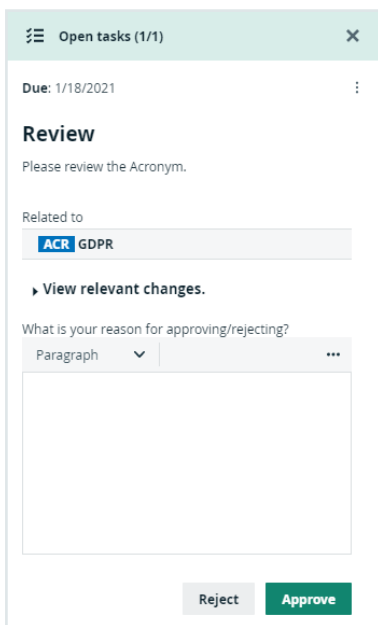 Open tasks (1/1)
Due: 1/18/2021
Review
Please review the Acronym.
Related to
ACR GDPR
View relevant changes.
What is your reason for approving/rejecting?
Paragraph
Reject Approve